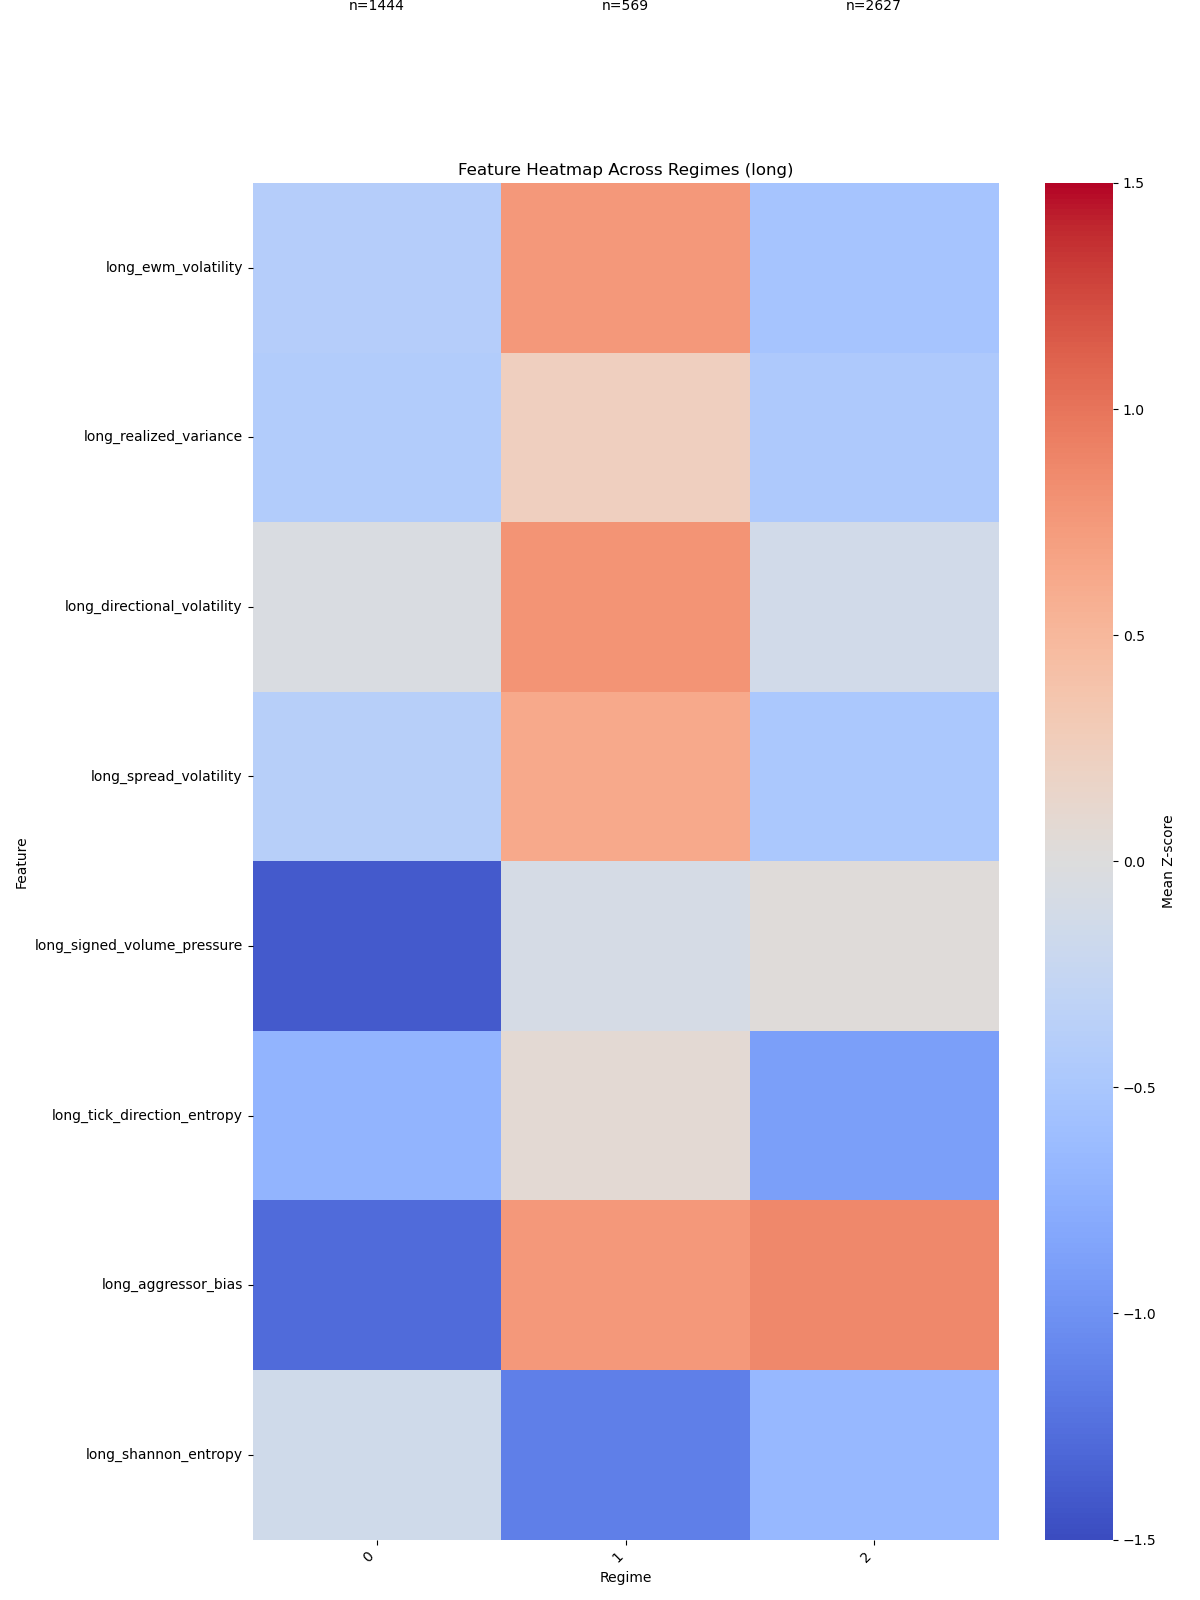 n=1444 n=569 n=2627
Feature Heatmap Across Regimes (long)
long_ewm_volatility
long_realized_variance
long_directional_volatility
long_spread_volatility
long_signed_volume_pressure
long_tick_direction_entropy
long_aggressor_bias
long_shannon_entropy
Feature
0 1 2
Regime
1.5
1.0
0.5
0.0
−0.5
−1.0
−1.5
Mean Z-score